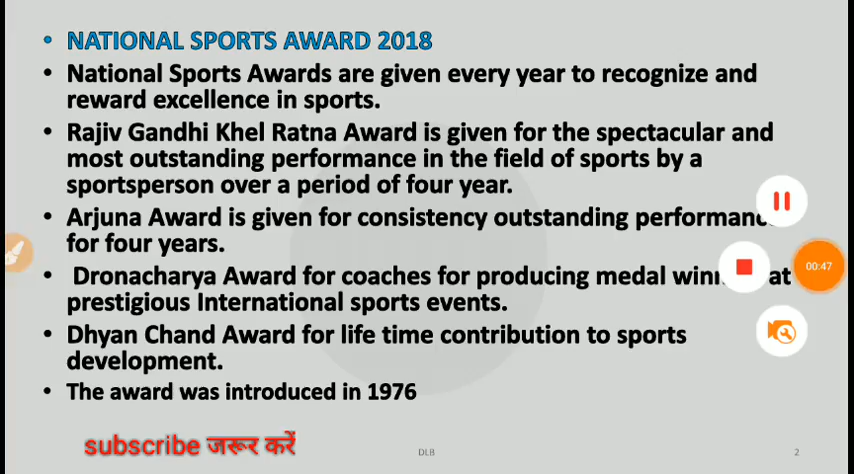 • NATIONAL SPORTS AWARD 2018
• National Sports Awards are given every year to recognize and
reward excellence in sports.
• Rajiv Gandhi Khel Ratna Award is given for the spectacular and
most outstanding performance in the field of sports by a
sportsperson over a period of four year.
• Arjuna Award is given for consistency outstanding
for four years.
• Dronacharya Award for coaches for producing medal at
prestigious International sports events.
• Dhyan Chand Award for life time contribution to sports
development.
• The award was introduced in 1976
00:47
subscribe जरूर करें
DLB
2